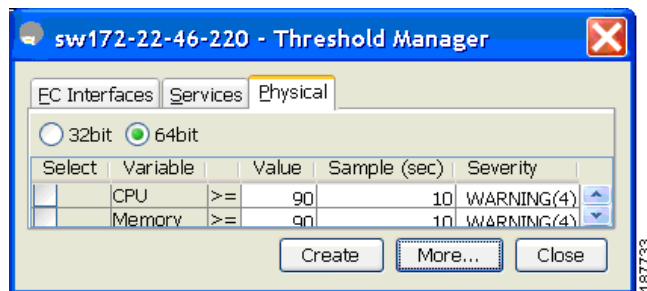 sw172-22-46-220 - Threshold Manager
FC Interfaces Services Physical
32bit 64bit
Select Variable Value Sample (sec) Severity
CPU >= 90 10 WARNING(4)
Memory >= 90 10 WARNING(4)
Create More... Close
187733